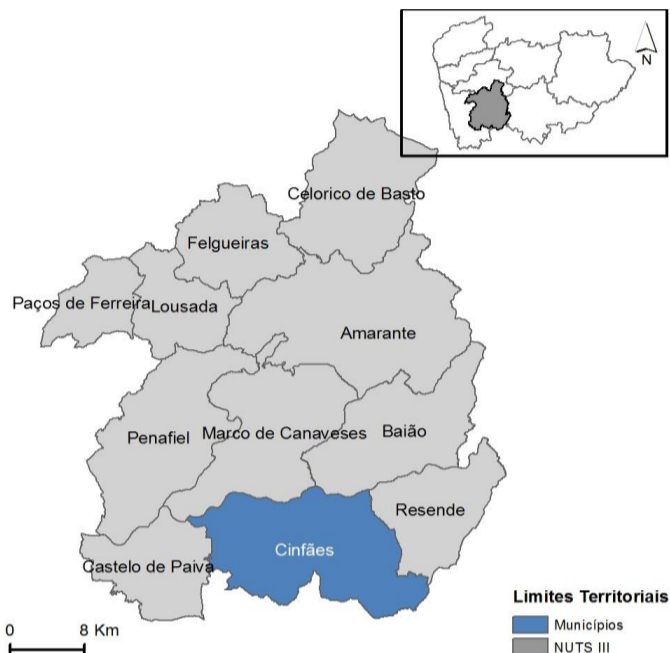 N
Celorico de Basto
Felgueiras
Paços de Ferreira
Lousada
Amarante
Penafiel
Marco de Canaveses
Baião
Resende
Cinfães
Castelo de Paiva
Limites Territoriais
Municípios
NUTS III
0 8 Km